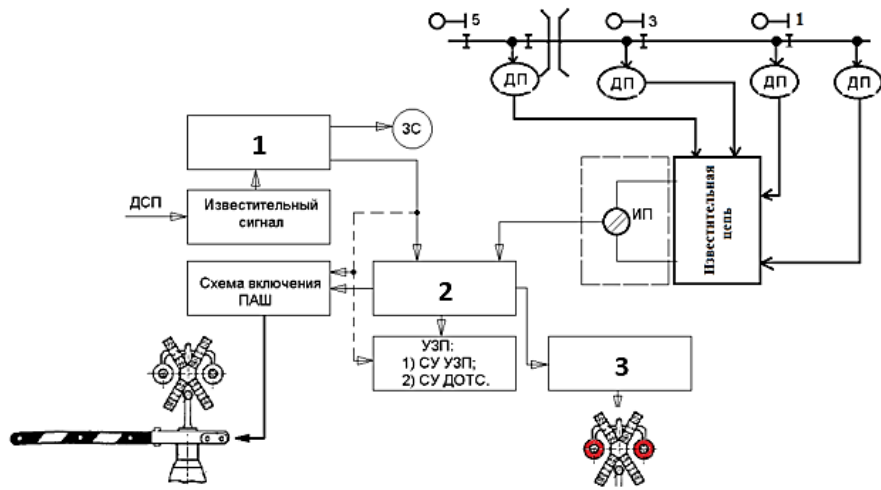 5
3
1
ДП
ДП
ДП
ДП
1
ЗС
ДСП
Известительный
сигнал
ИП
Известительная
цепь
Схема включения
ПАШ
2
УЗП:
1) СУ УЗП;
2) СУ ДОТС.
3